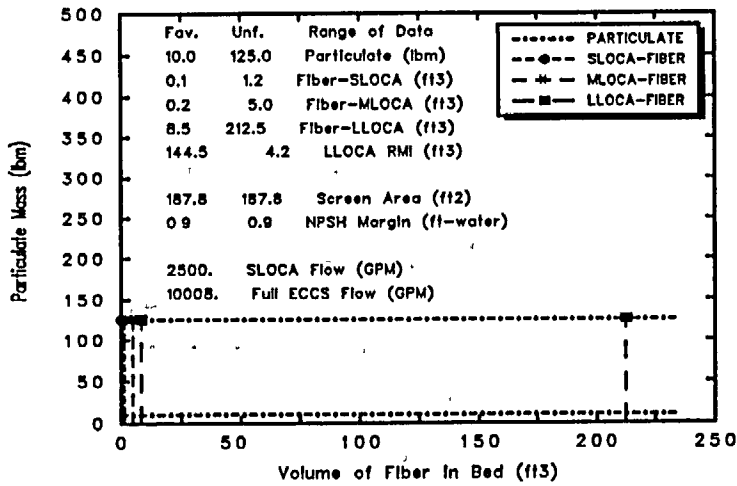 Fav. Unf. Range of Data
10.0 125.0 Particulate (lbm)
0.1 1.2 Fiber-SLOCA (ft3)
0.2 5.0 Fiber-MLOCA (ft3)
8.5 212.5 Fiber-LLOCA (ft3)
144.5 4.2 LLOCA RMI (ft3)
187.8 187.8 Screen Area (ft2)
0 9 0.9 NPSH Margin (ft-water)
2500. SLOCA Flow (GPM)
10008. Full ECCS Flow (GPM)
PARTICULATE
SLOCA-FIBER
MLOCA-FIBER
LLOCA-FIBER
Particulate Mass (lbm)
500
450
400
350
300
250
200
150
100
50
0
0 50 100 150 200 250
Volume of Fiber in Bed (ft3)